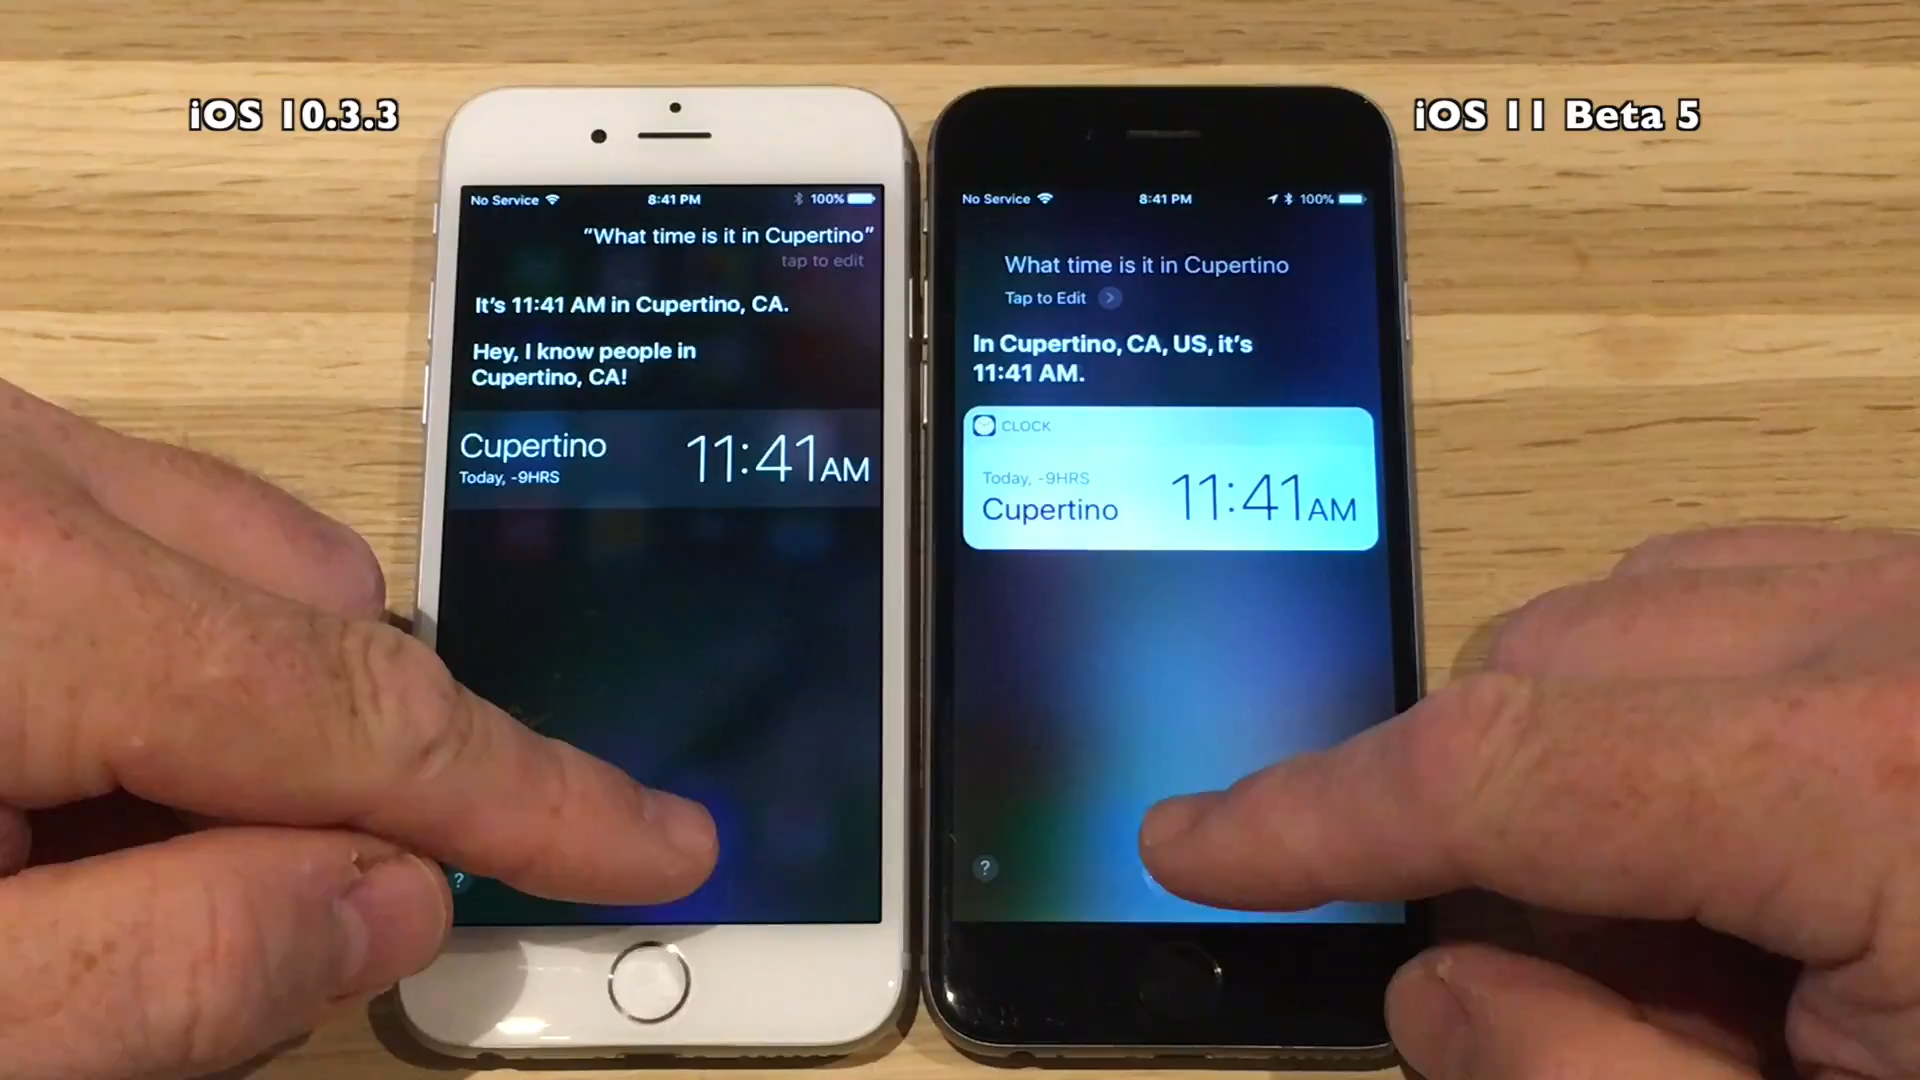 iOS 10.3.3
No Service 8:41 PM 100%
“What time is it in Cupertino”
tap to edit
It’s 11:41 AM in Cupertino, CA.
Hey, I know people in
Cupertino, CA!
Cupertino 11:41AM
Today, -9HRS
?
iOS 11 Beta 5
No Service 8:41 PM 100%
What time is it in Cupertino
Tap to Edit
In Cupertino, CA, US, it’s
11:41 AM.
CLOCK
Today, -9HRS
Cupertino 11:41AM
?